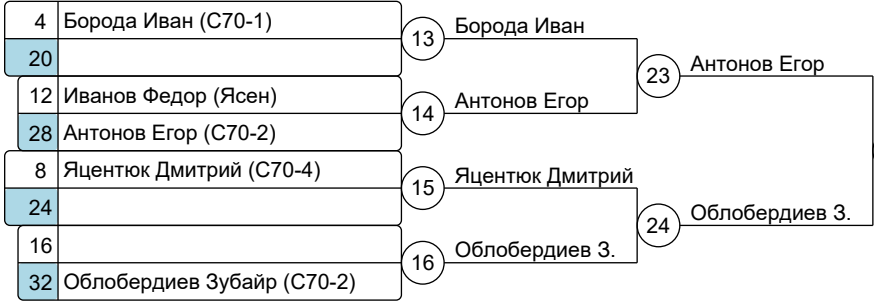 4 Борода Иван (С70-1)
20
13 Борода Иван
12 Иванов Федор (Ясен)
28 Антонов Егор (С70-2)
14 Антонов Егор
23 Антонов Егор
8 Яцентюк Дмитрий (С70-4)
24
15 Яцентюк Дмитрий
16
32 Облобердиев Зубайр (С70-2)
16 Облобердиев З.
24 Облобердиев З.